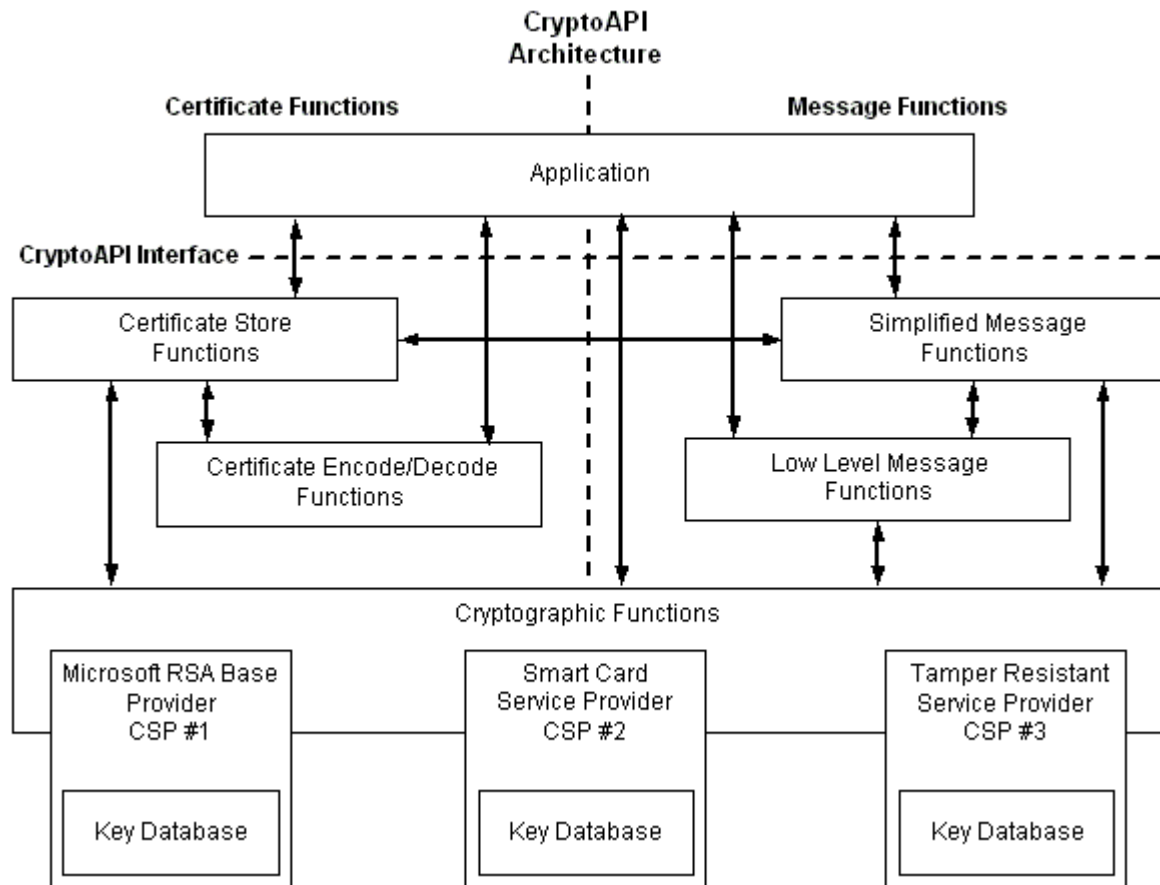 CryptoAPI
Architecture
Certificate Functions
Message Functions
Application
CryptoAPI Interface
Certificate Store
Functions
Simplified Message
Functions
Certificate Encode/Decode
Functions
Low Level Message
Functions
Cryptographic Functions
Microsoft RSA Base
Provider
CSP #1
Smart Card
Service Provider
CSP #2
Tamper Resistant
Service Provider
CSP #3
Key Database
Key Database
Key Database